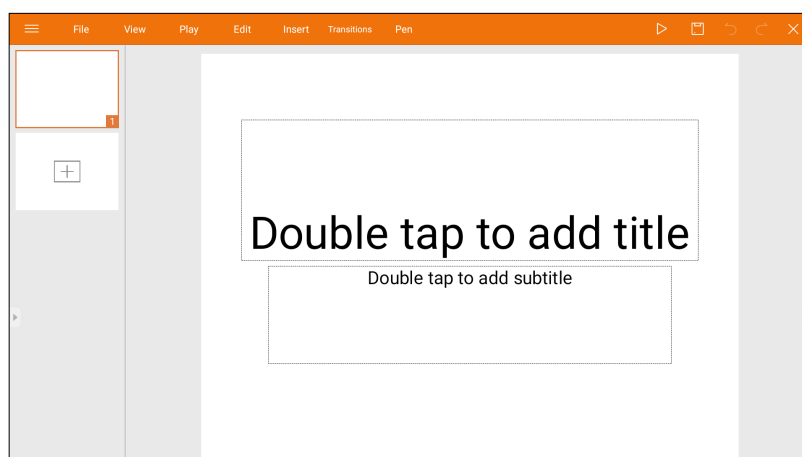 File View Play Edit Insert Transitions Pen
1
Double tap to add title
Double tap to add subtitle